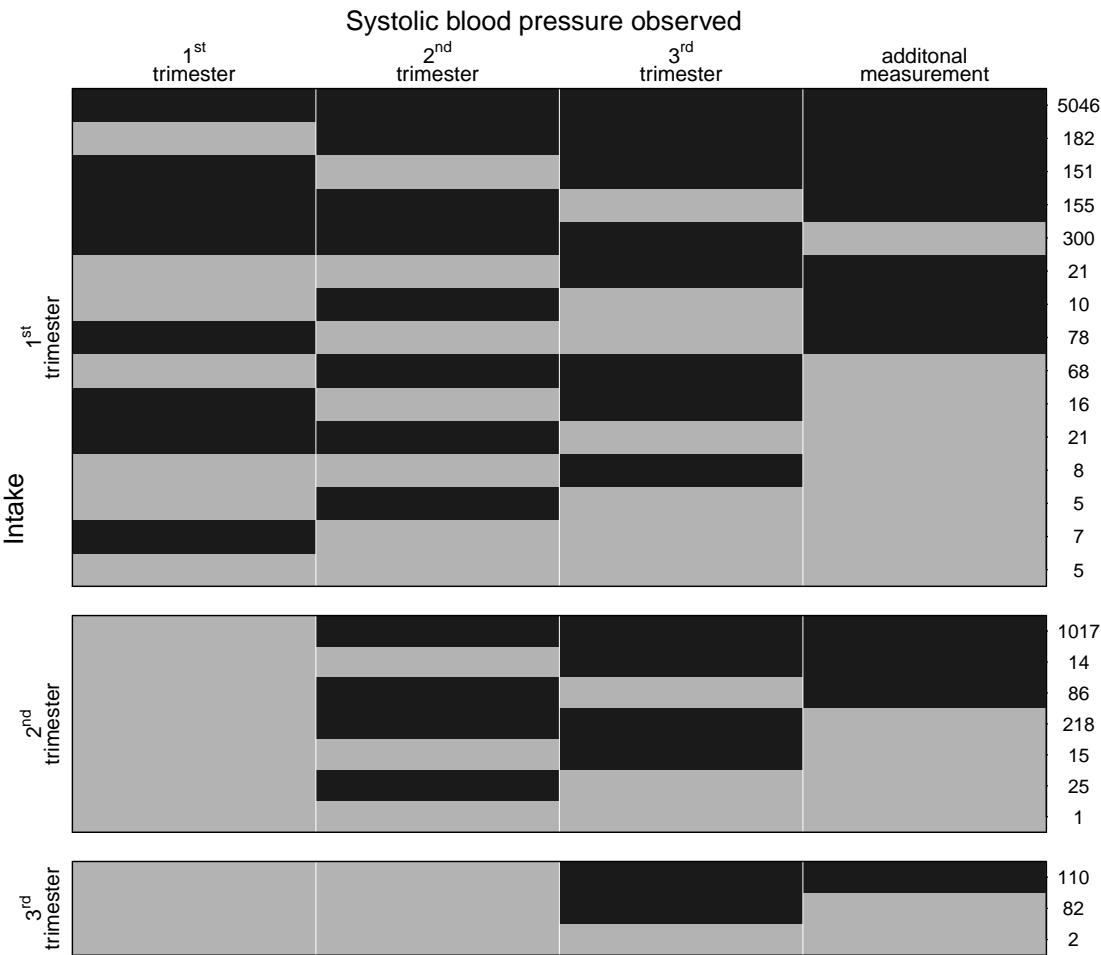 Systolic blood pressure observed
1st trimester
2nd trimester
3rd trimester
additonal measurement
Intake
1st trimester
5046
182
151
155
300
21
10
78
68
16
21
8
5
7
5
2nd trimester
1017
14
86
218
15
25
1
3rd trimester
110
82
2